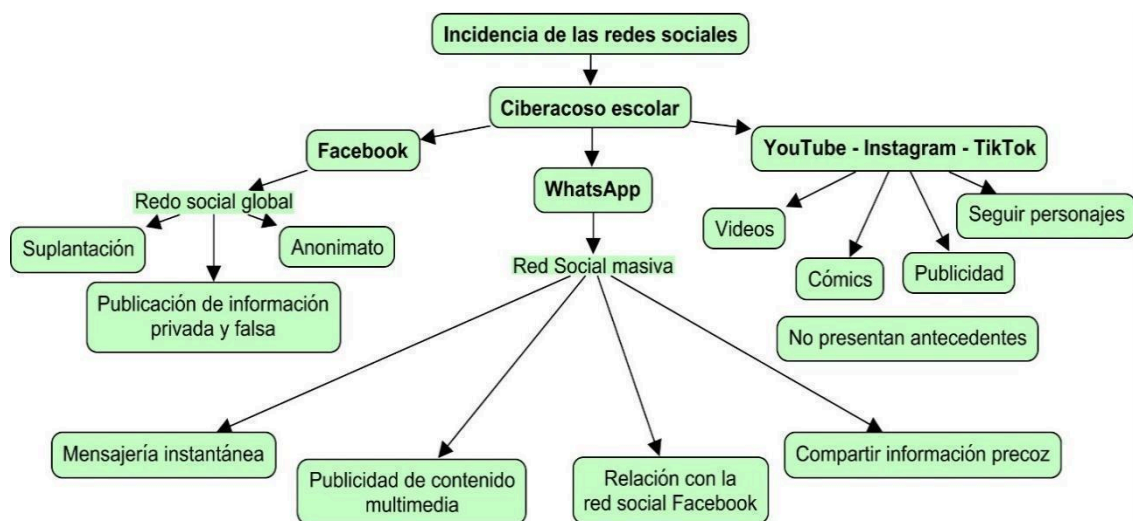 Incidencia de las redes sociales
Ciberacoso escolar
Facebook
YouTube - Instagram - TikTok
WhatsApp
Redo social global
Suplantación
Anonimato
Publicación de información
privada y falsa
Videos
Seguir personajes
Cómics
Publicidad
No presentan antecedentes
Red Social masiva
Mensajería instantánea
Publicidad de contenido
multimedia
Relación con la
red social Facebook
Compartir información precoz